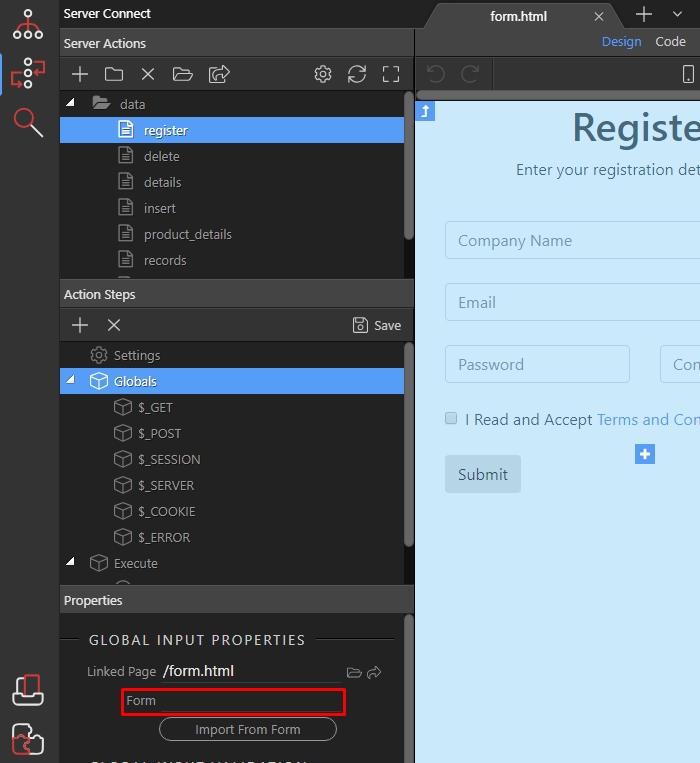 Server Connect
Server Actions
data
register
delete
details
insert
product_details
records
Action Steps
Save
Settings
Globals
$_GET
$_POST
$_SESSION
$_SERVER
$_COOKIE
$_ERROR
Execute
Properties
GLOBAL INPUT PROPERTIES
Linked Page /form.html
Form
Import From Form
form.html
Design Code
Registe
Enter your registration det
Company Name
Email
Password Con
I Read and Accept Terms and Con
Submit